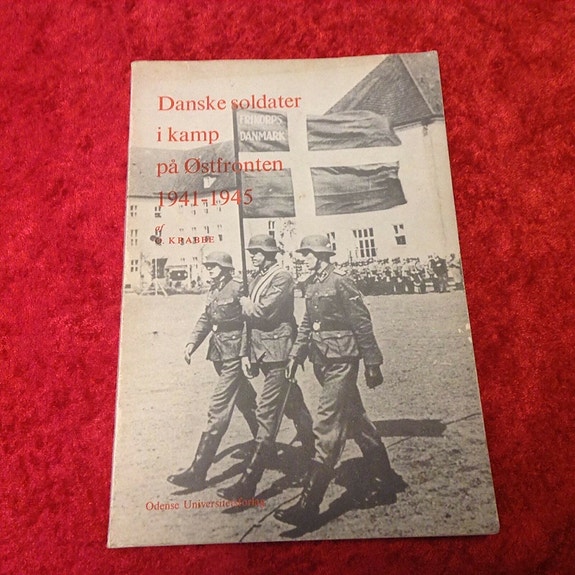 Danske soldater
i kamp
på Østfronten
1941-1945
af
O. KRABBE
FRIKORPS
DANMARK
Odense Universitetsforlag